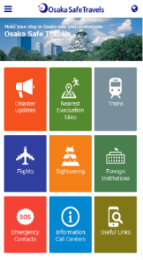 Osaka Safe Travels
Make your stay in Osaka safe and comfortable.
Osaka Safe Travels
Disaster
Updates
Nearest
Evacuation
Sites
Trains
Flights
Sightseeing
Foreign
Institutions
SOS
Emergency
Contacts
Information
Call Centers
Useful Links